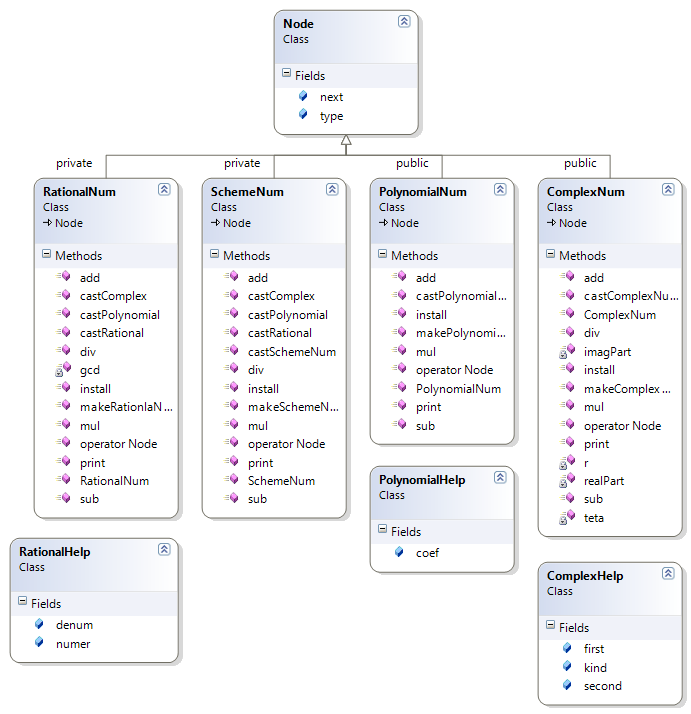 Node
Class
Fields
next
type
private
private
public
public
RationalNum
Class
Node
Methods
add
castComplex
castPolynomial
castRational
div
gcd
install
makeRationlaN...
mul
operator Node
print
RationalNum
sub
SchemeNum
Class
Node
Methods
add
castComplex
castPolynomial
castRational
castSchemeNum
div
install
makeSchemeN...
mul
operator Node
print
SchemeNum
sub
PolynomialNum
Class
Node
Methods
add
castPolynomial...
install
makePolynomi...
mul
operator Node
PolynomialNum
print
sub
ComplexNum
Class
Node
Methods
add
castComplexNu...
ComplexNum
div
imagPart
install
makeComplex...
mul
operator Node
print
r
realPart
sub
teta
RationalHelp
Class
Fields
denum
numer
PolynomialHelp
Class
Fields
coef
ComplexHelp
Class
Fields
first
kind
second